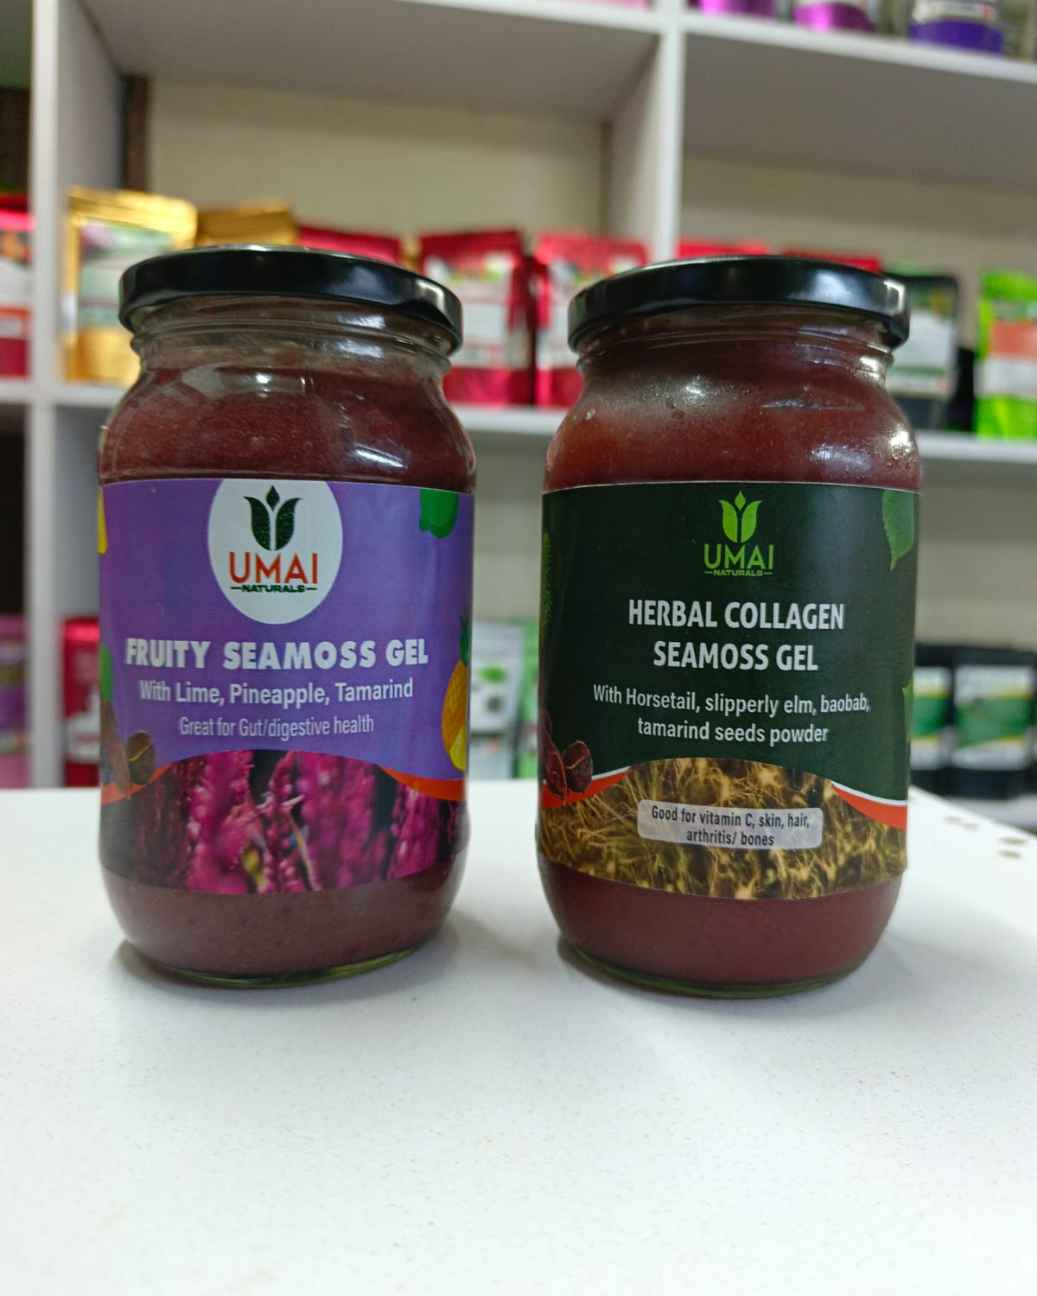 UMAI
NATURALS
FRUITY SEAMOSS GEL
With Lime, Pineapple, Tamarind
Great for Gut/digestive health
UMAI
NATURALS
HERBAL COLLAGEN
SEAMOSS GEL
With Horsetail, slipperly elm, baobab,
tamarind seeds powder
Good for vitamin C, skin, hair,
arthritis/ bones